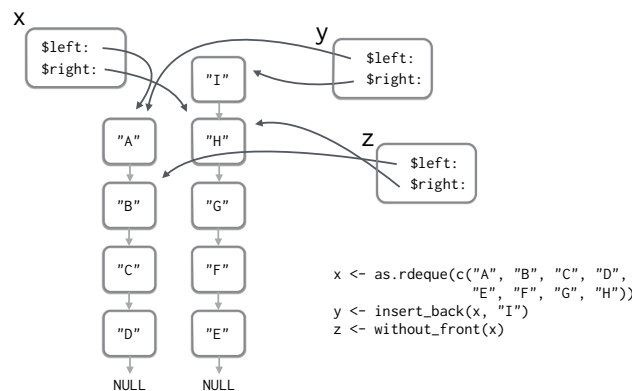 x
$left:
$right:
y
$left:
$right:
"I"
"A"
"H"
z
$left:
$right:
"B"
"G"
"C"
"F"
"D"
"E"
NULL
NULL
x <- as.rdeque(c("A", "B", "C", "D",
"E", "F", "G", "H"))
y <- insert_back(x, "I")
z <- without_front(x)